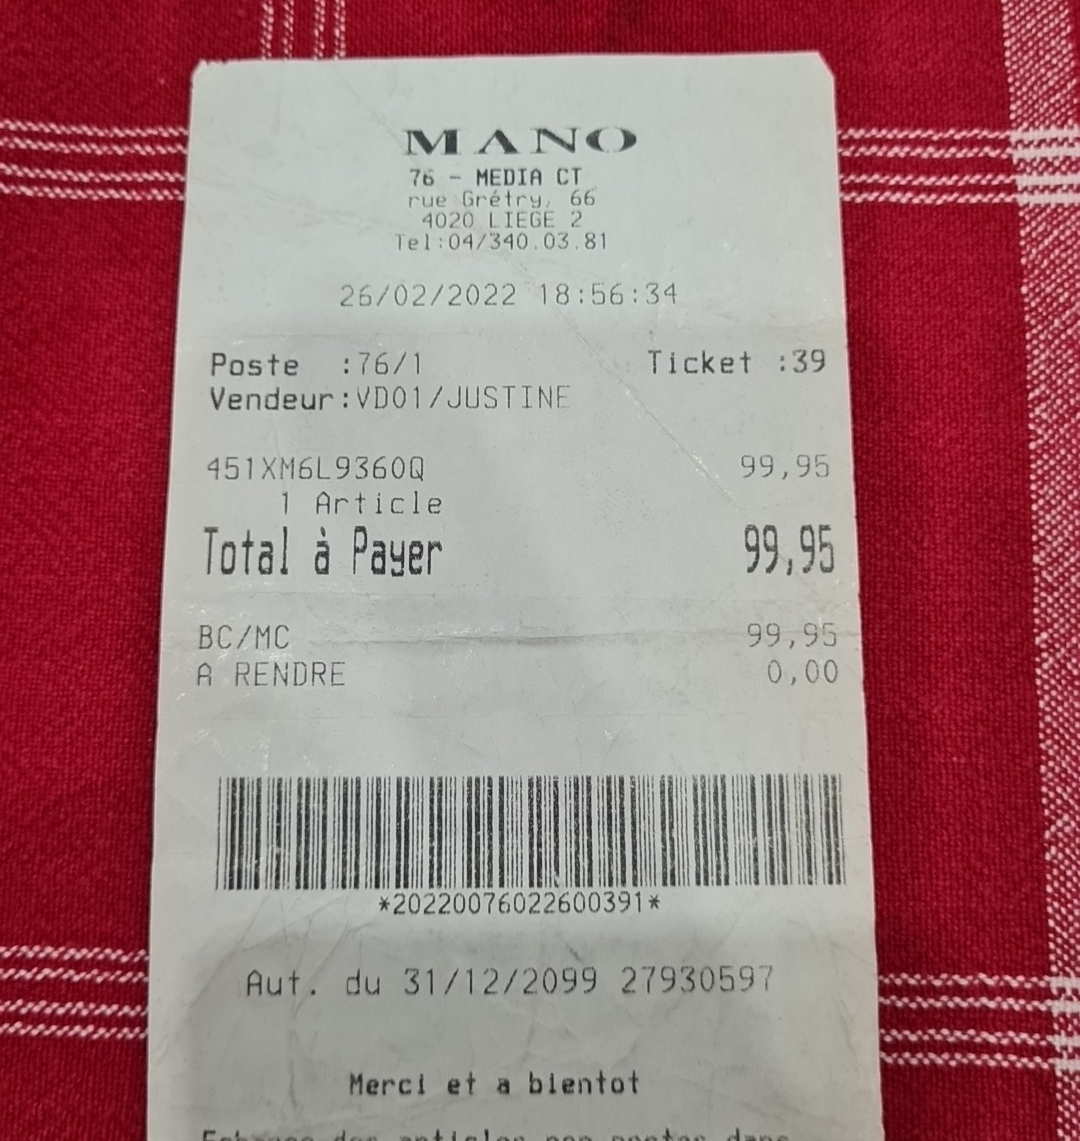 MANO
76 - MEDIA CT
rue Grétry, 66
4020 LIEGE 2
Tel:04/340.03.81
26/02/2022 18:56:34
Poste :76/1 Ticket :39
Vendeur:VD01/JUSTINE
451XM6L9360Q 99,95
1 Article
Total à Payer 99,95
BC/MC 99,95
A RENDRE 0,00
*20220076022600391*
Aut. du 31/12/2099 27930597
Merci et a bientot